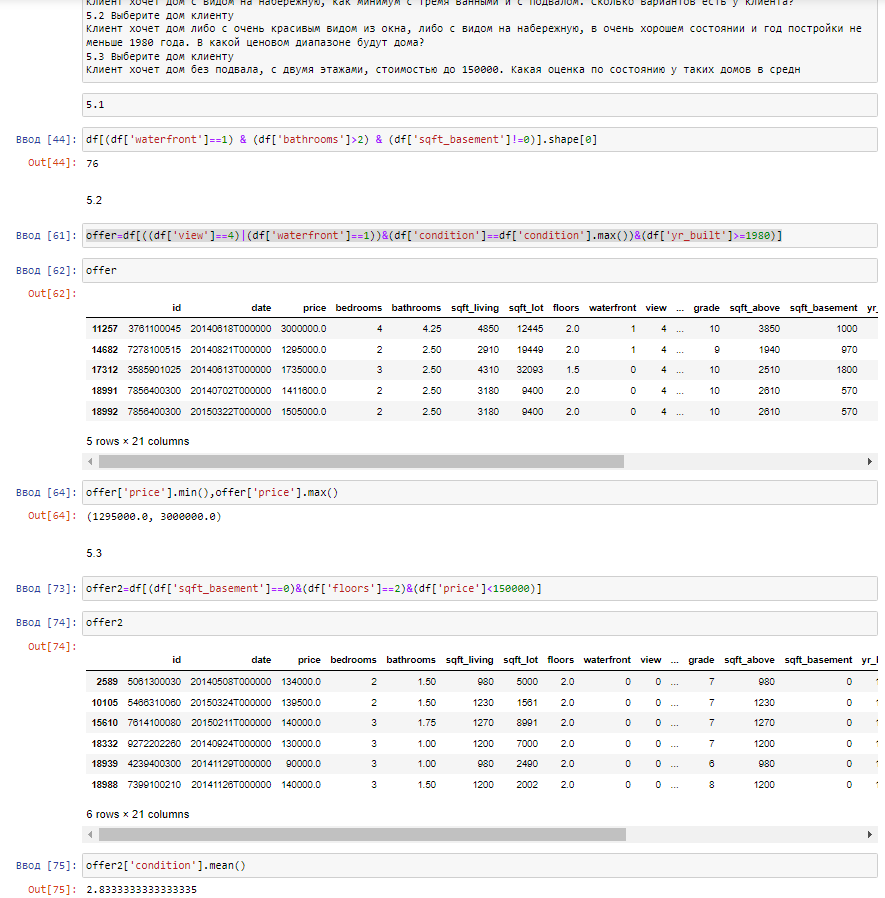 Клиент хочет дом с видом на набережную, как минимум с тремя ванными и с подвалом. Сколько вариантов есть у клиента?
5.2 Выберите дом клиенту
Клиент хочет дом либо с очень красивым видом из окна, либо с видом на набережную, в очень хорошем состоянии и год постройки не
меньше 1980 года. В какой ценовом диапазоне будут дома?
5.3 Выберите дом клиенту
Клиент хочет дом без подвала, с двумя этажами, стоимостью до 150000. Какая оценка по состоянию у таких домов в средн
5.1
Ввод [44]: df[(df['waterfront']==1) & (df['bathrooms']>2) & (df['sqft_basement']!=0)].shape[0]
Out[44]: 76
5.2
Ввод [61]: offer=df[((df['view']==4)|(df['waterfront']==1))&(df['condition']==df['condition'].max())&(df['yr_built']>=1980)]
Ввод [62]: offer
Out[62]:
id date price bedrooms bathrooms sqft_living sqft_lot floors waterfront view ... grade sqft_above sqft_basement yr_
11257 3761100045 20140618T000000 3000000.0 4 4.25 4850 12445 2.0 1 4 ... 10 3850 1000
14682 7278100515 20140821T000000 1295000.0 2 2.50 2910 19449 2.0 1 4 ... 9 1940 970
17312 3585901025 20140613T000000 1735000.0 3 2.50 4310 32093 1.5 0 4 ... 10 2510 1800
18991 7856400300 20140702T000000 1411600.0 2 2.50 3180 9400 2.0 0 4 ... 10 2610 570
18992 7856400300 20150322T000000 1505000.0 2 2.50 3180 9400 2.0 0 4 ... 10 2610 570
5 rows × 21 columns
Ввод [64]: offer['price'].min(),offer['price'].max()
Out[64]: (1295000.0, 3000000.0)
5.3
Ввод [73]: offer2=df[(df['sqft_basement']==0)&(df['floors']==2)&(df['price']<150000)]
Ввод [74]: offer2
Out[74]:
id date price bedrooms bathrooms sqft_living sqft_lot floors waterfront view ... grade sqft_above sqft_basement yr_
2589 5061300030 20140508T000000 134000.0 2 1.50 980 5000 2.0 0 0 ... 7 980 0
10105 5466310060 20150324T000000 139500.0 2 1.50 1230 1561 2.0 0 0 ... 7 1230 0
15610 7614100080 20150211T000000 140000.0 3 1.75 1270 8991 2.0 0 0 ... 7 1270 0
18332 9272202260 20140924T000000 130000.0 3 1.00 1200 7000 2.0 0 0 ... 7 1200 0
18939 4239400300 20141129T000000 90000.0 3 1.00 980 2490 2.0 0 0 ... 6 980 0
18988 7399100210 20141126T000000 140000.0 3 1.50 1200 2002 2.0 0 0 ... 8 1200 0
6 rows × 21 columns
Ввод [75]: offer2['condition'].mean()
Out[75]: 2.8333333333333335